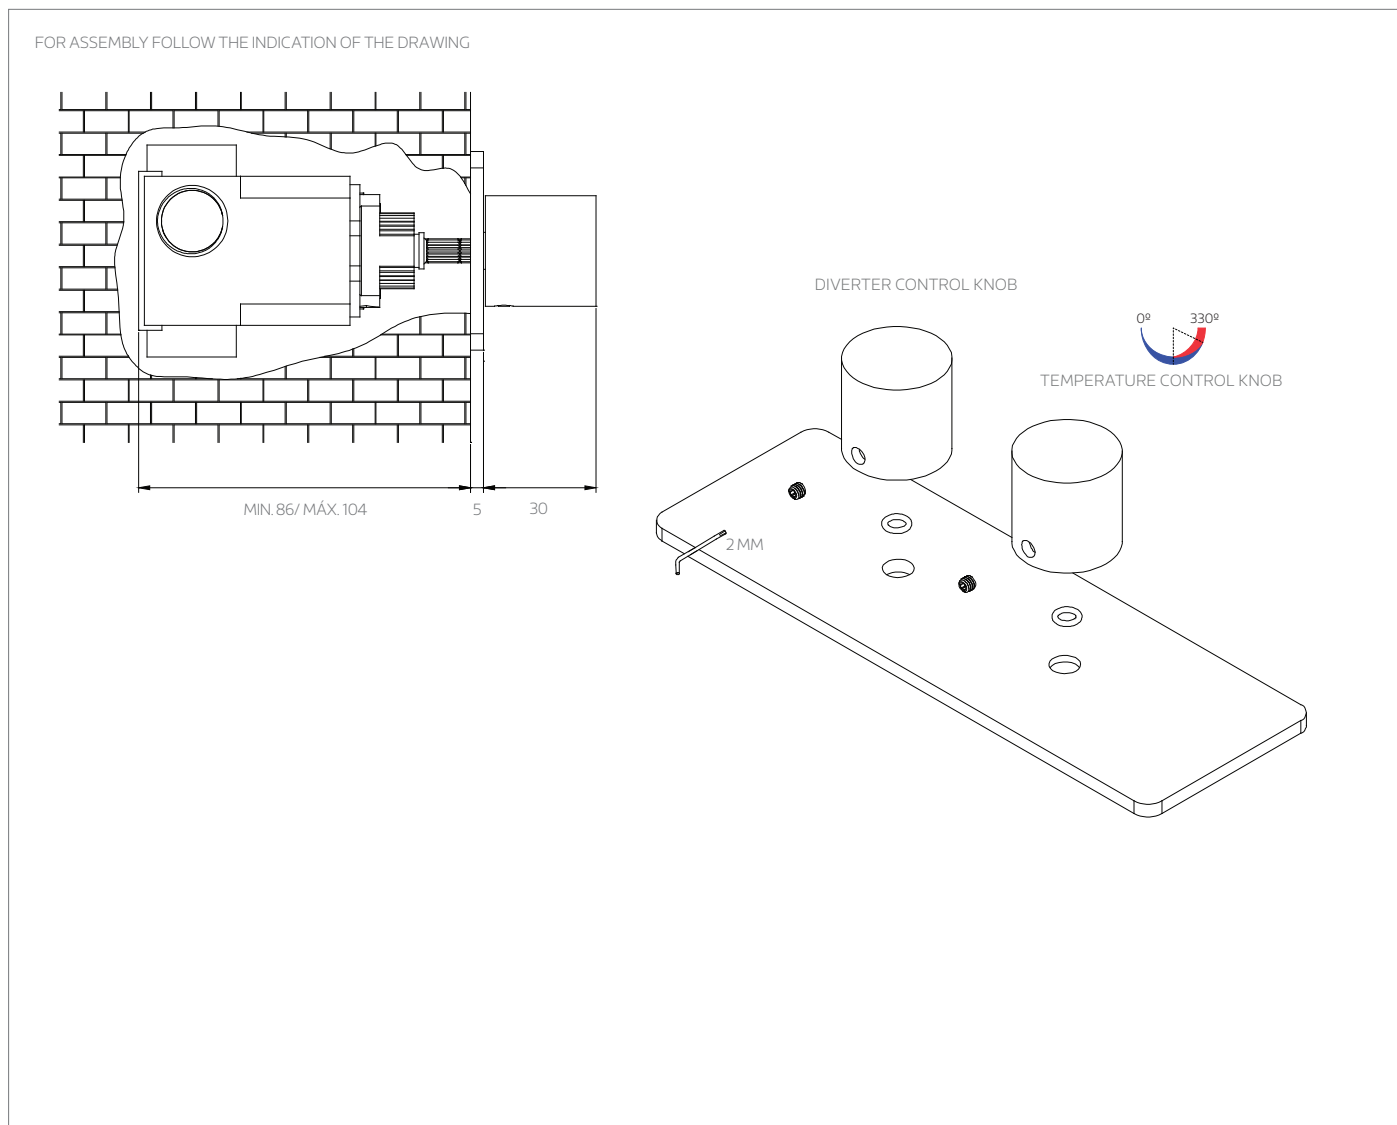 FOR ASSEMBLY FOLLOW THE INDICATION OF THE DRAWING
MIN. 86/ MÁX. 104
5
30
DIVERTER CONTROL KNOB
0º
330º
TEMPERATURE CONTROL KNOB
2 MM